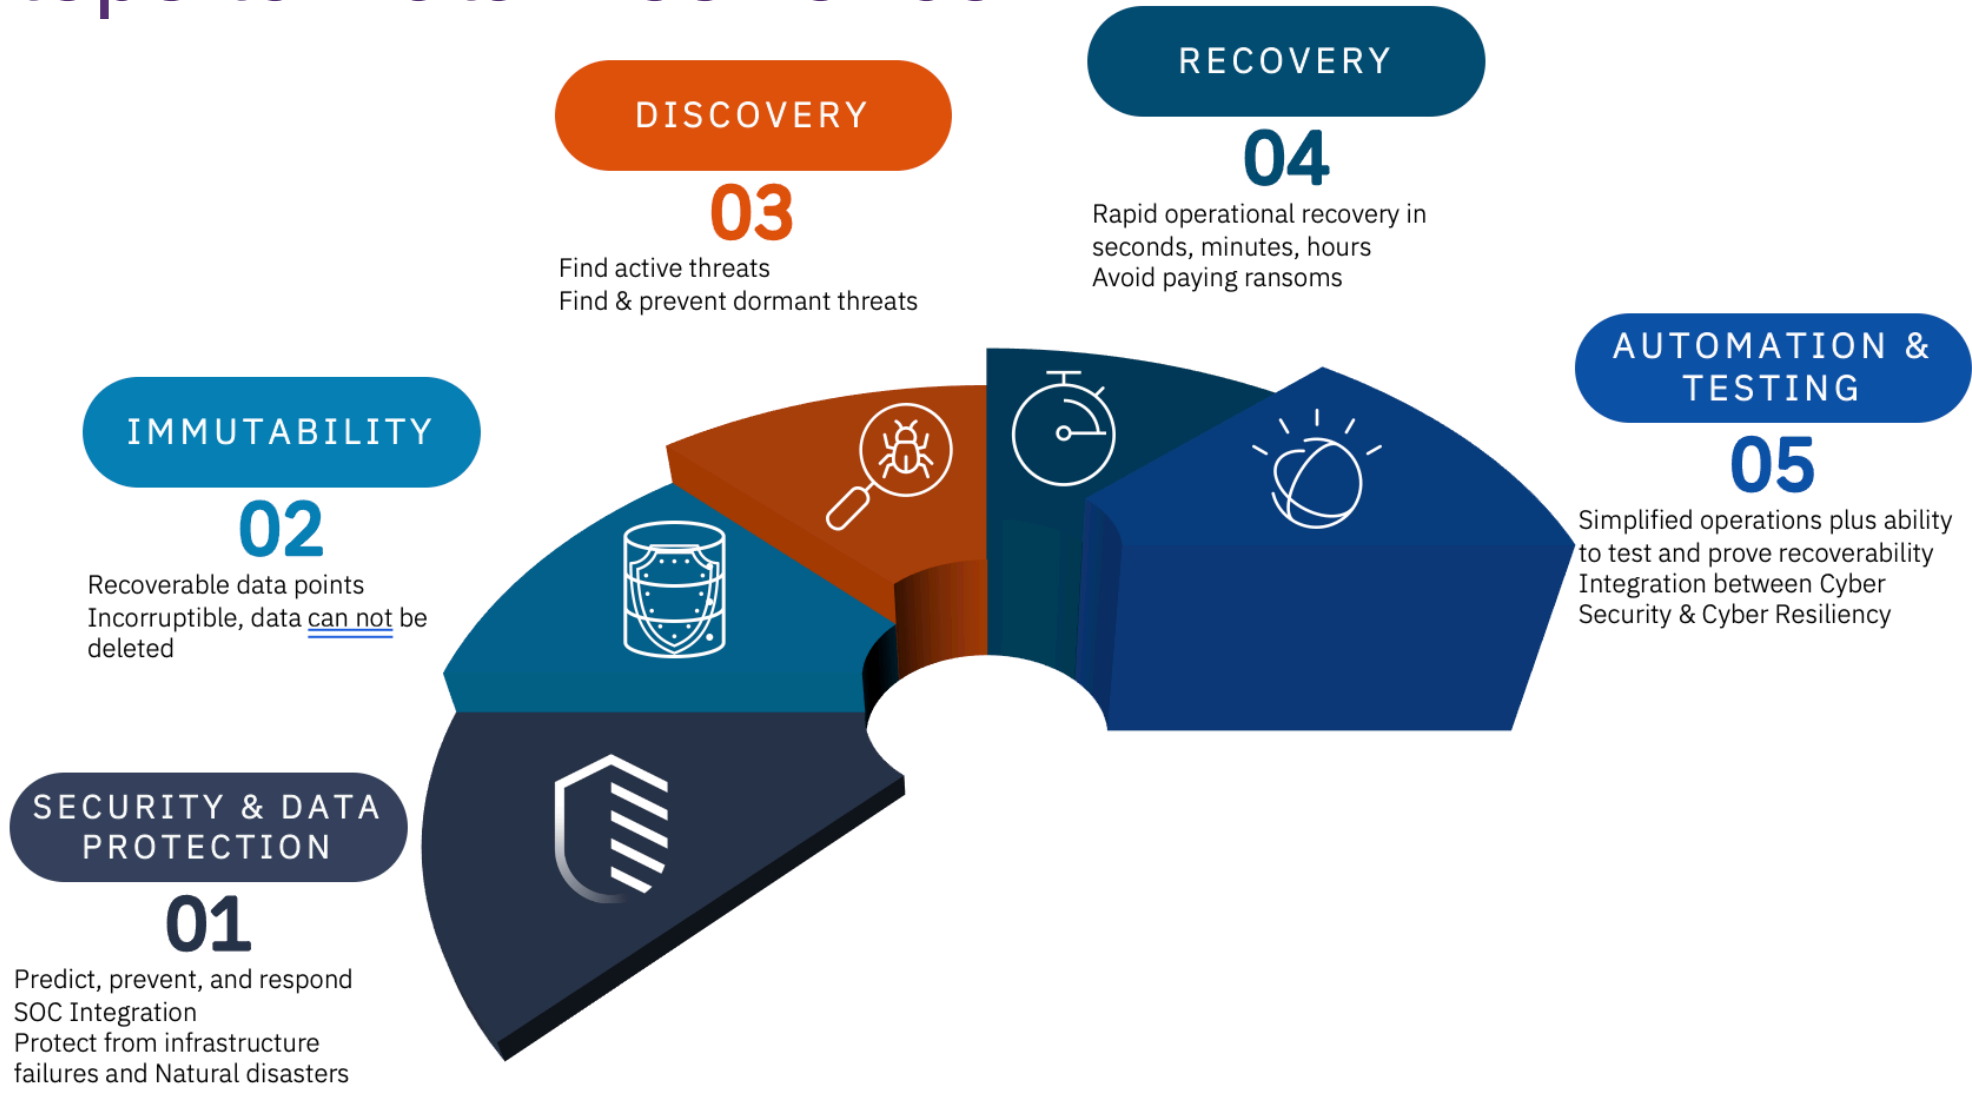 SECURITY & DATA
PROTECTION
01
Predict, prevent, and respond
SOC Integration
Protect from infrastructure
failures and Natural disasters
IMMUTABILITY
02
Recoverable data points
Incorruptible, data can not be
deleted
DISCOVERY
03
Find active threats
Find & prevent dormant threats
RECOVERY
04
Rapid operational recovery in
seconds, minutes, hours
Avoid paying ransoms
AUTOMATION &
TESTING
05
Simplified operations plus ability
to test and prove recoverability
Integration between Cyber
Security & Cyber Resiliency